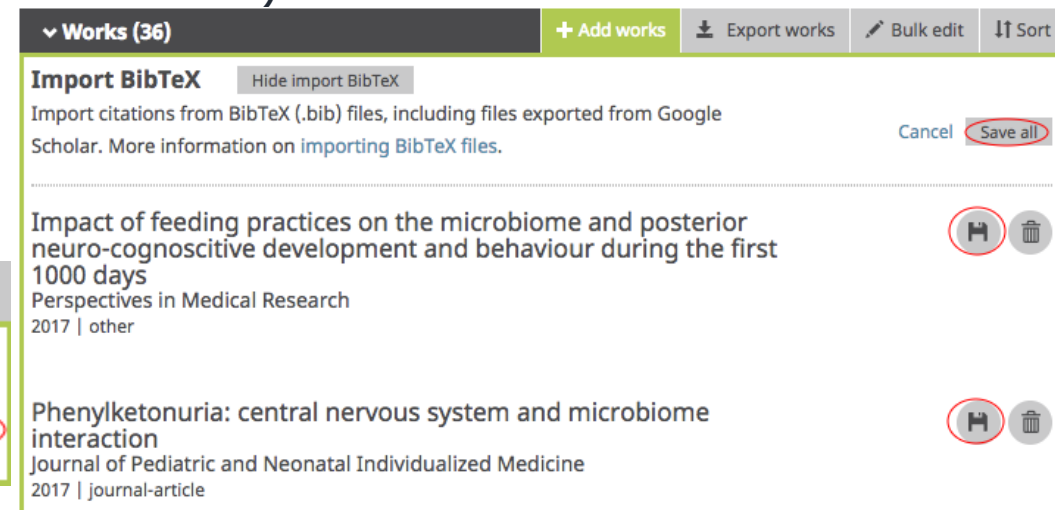 Works (36)
+ Add works
Export works
Bulk edit
Sort
Import BibTeX
Hide import BibTeX
Import citations from BibTeX (.bib) files, including files exported from Google
Scholar. More information on importing BibTeX files.
Cancel
Save all
Impact of feeding practices on the microbiome and posterior
neuro-cognoscitive development and behaviour during the first
1000 days
Perspectives in Medical Research
2017 | other
Phenylketonuria: central nervous system and microbiome
interaction
Journal of Pediatric and Neonatal Individualized Medicine
2017 | journal-article